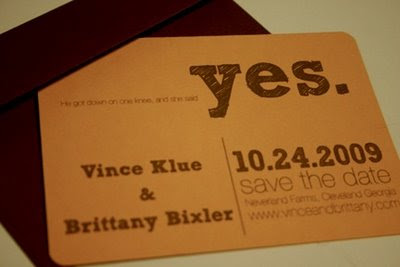 He got down on one knee, and she said yes.
Vince Klue
&
Brittany Bixler
10.24.2009
save the date
Neverland Farms, Cleveland Georgia
www.vinceandbrittany.com